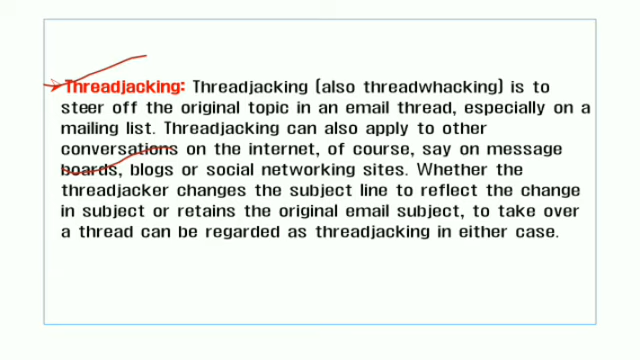 Threadjacking: Threadjacking (also threadwhacking) is to
steer off the original topic in an email thread, especially on a
mailing list. Threadjacking can also apply to other
conversations on the internet, of course, say on message
boards, blogs or social networking sites. Whether the
threadjacker changes the subject line to reflect the change
in subject or retains the original email subject, to take over
a thread can be regarded as threadjacking in either case.